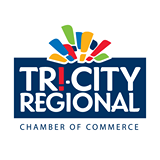 TR!-CITY
REGIONAL
CHAMBER OF COMMERCE